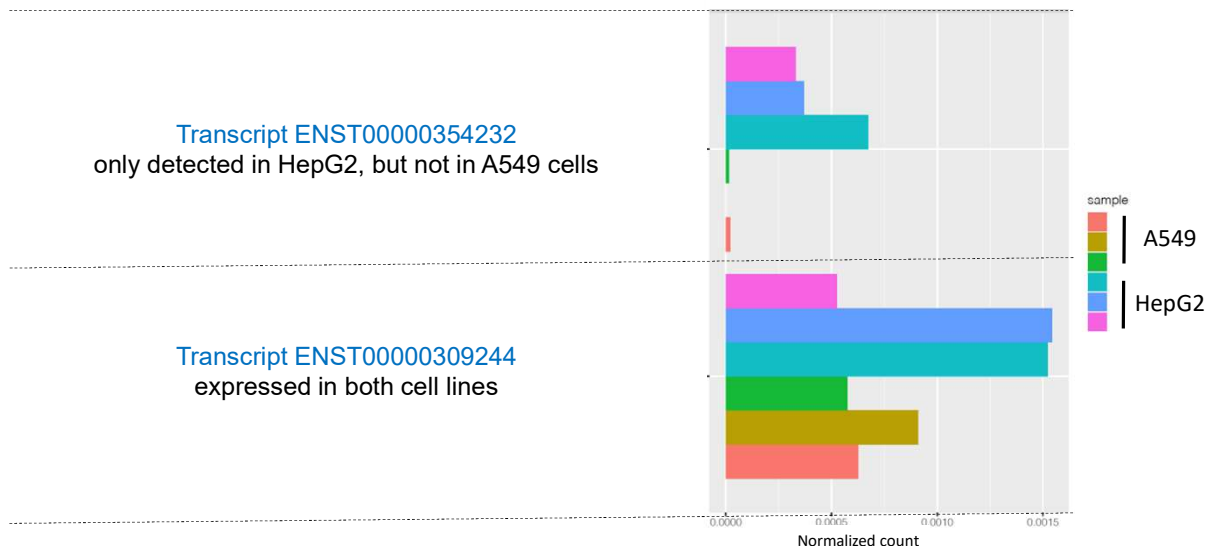 Transcript ENST00000354232
only detected in HepG2, but not in A549 cells
Transcript ENST00000309244
expressed in both cell lines
sample
A549
HepG2
0.0000 0.0005 0.0010 0.0015
Normalized count